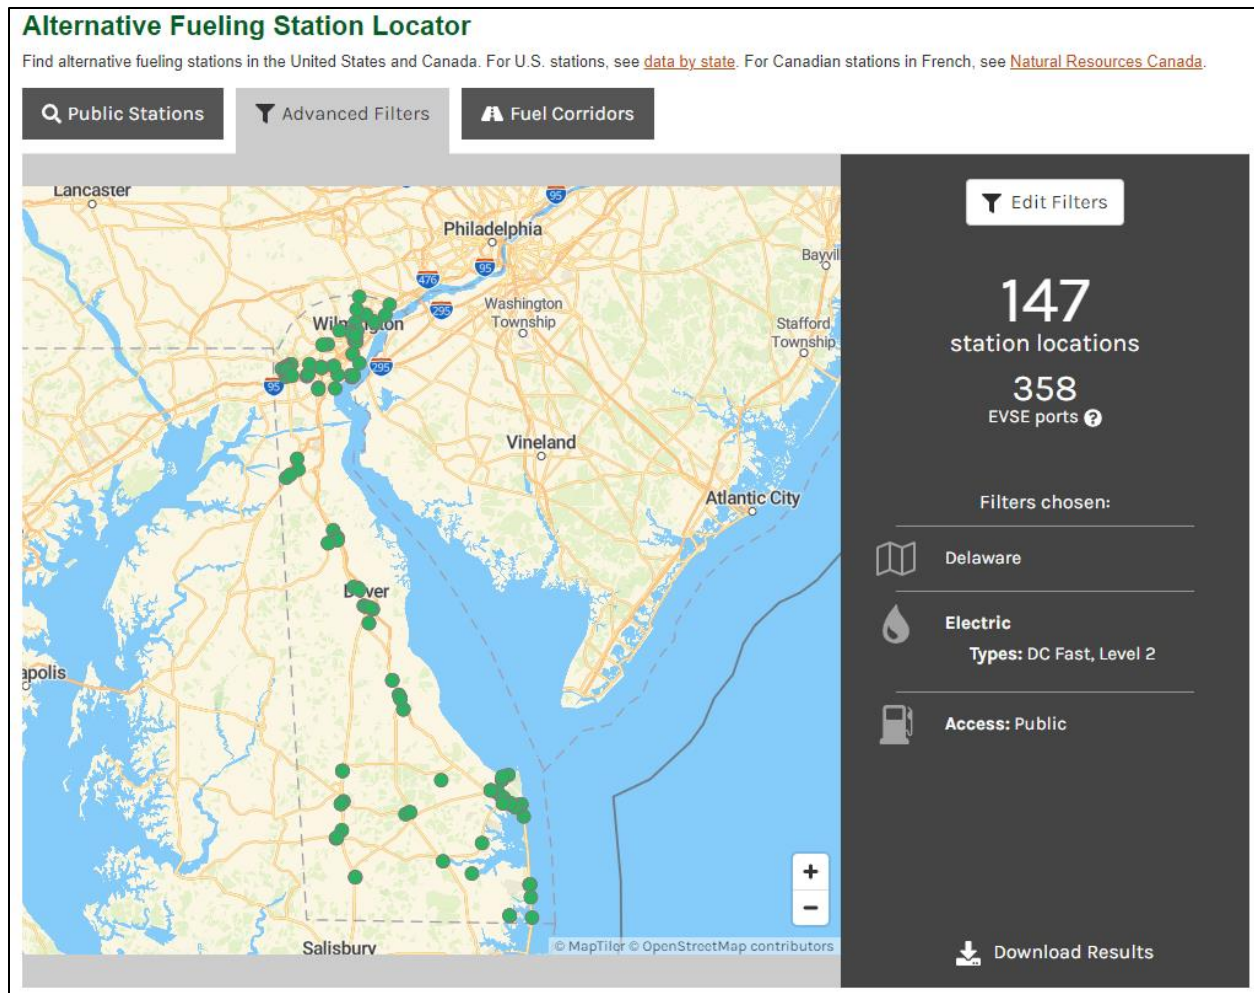 Alternative Fueling Station Locator
Find alternative fueling stations in the United States and Canada. For U.S. stations, see data by state. For Canadian stations in French, see Natural Resources Canada.
Public Stations
Advanced Filters
Fuel Corridors
Lancaster
95
Philadelphia
Bayvil
476
95
295
Washington
Township
Wilmington
Stafford
Township
295
95
Vineland
Atlantic City
Dover
apolis
Salisbury
+
−
© MapTiler © OpenStreetMap contributors
Edit Filters
147
station locations
358
EVSE ports ?
Filters chosen:
Delaware
Electric
Types: DC Fast, Level 2
Access: Public
Download Results